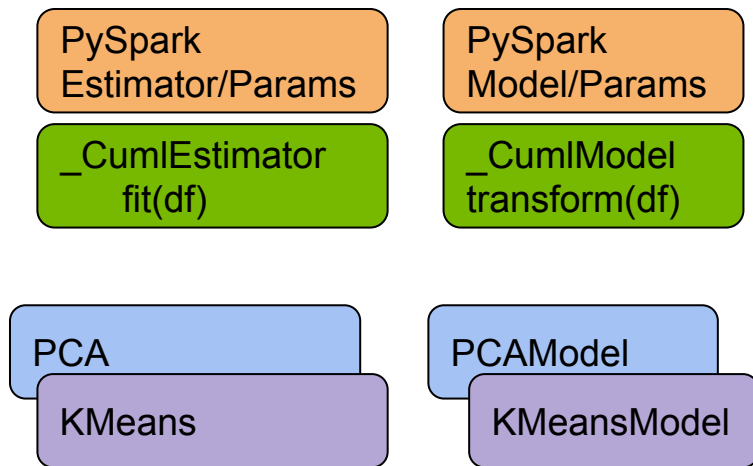 PySpark
Estimator/Params
PySpark
Model/Params
_CumlEstimator
fit(df)
_CumlModel
transform(df)
PCA
PCAModel
KMeans
KMeansModel